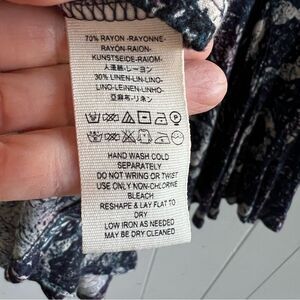 70% RAYON -RAYONNE-
RAYÓN-RAION-
KUNSTSEIDE-RAIOM-
人造絲-レーヨン
30% LINEN-LIN-LINO-
LINO-LEINEN-LINHO-
亞麻布-リネン
HAND WASH COLD
SEPARATELY
DO NOT WRING OR TWIST
USE ONLY NON-CHLORINE
BLEACH
RESHAPE & LAY FLAT TO
DRY
LOW IRON AS NEEDED
MAY BE DRY CLEANED